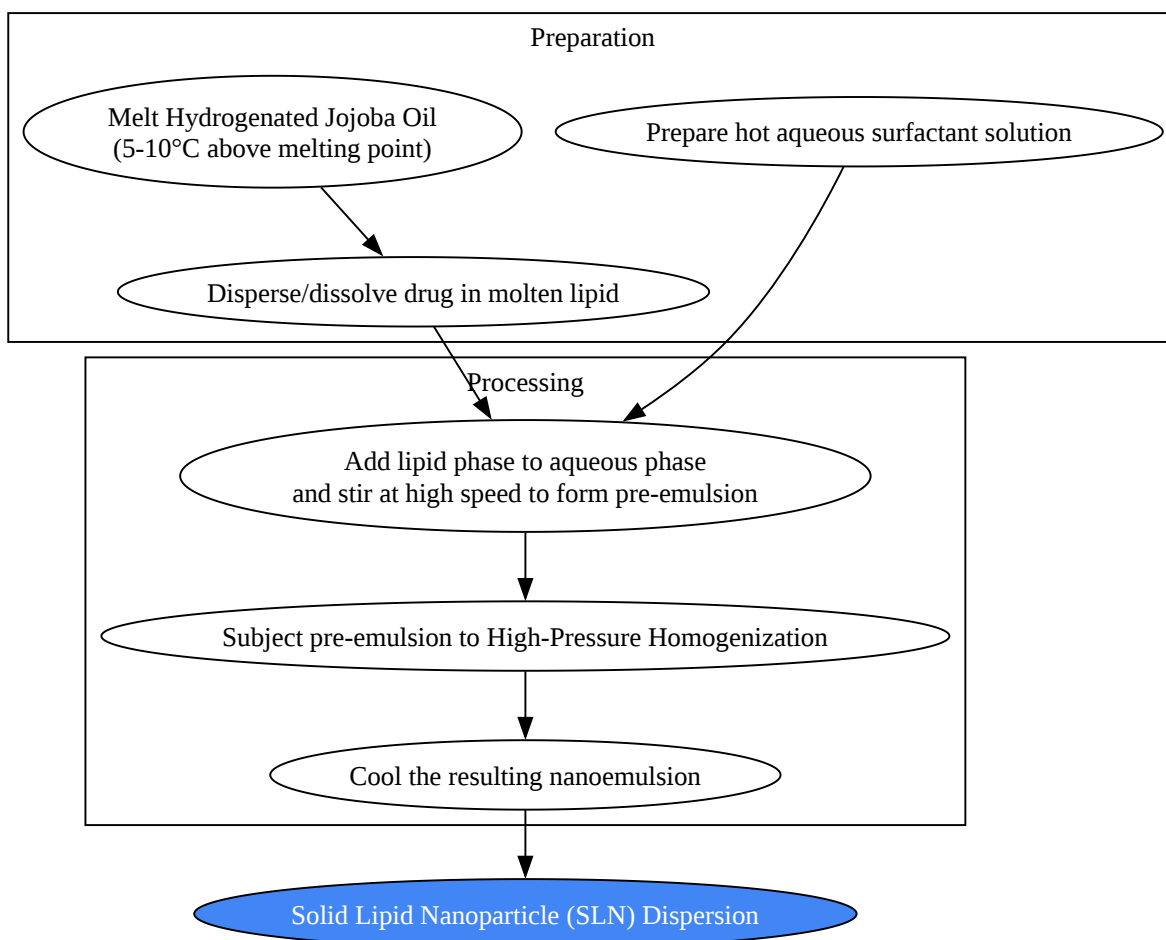 Preparation
Melt Hydrogenated Jojoba Oil
(5-10°C above melting point)
Prepare hot aqueous surfactant solution
Disperse/dissolve drug in molten lipid
Processing
Add lipid phase to aqueous phase
and stir at high speed to form pre-emulsion
Subject pre-emulsion to High-Pressure Homogenization
Cool the resulting nanoemulsion
Solid Lipid Nanoparticle (SLN) Dispersion